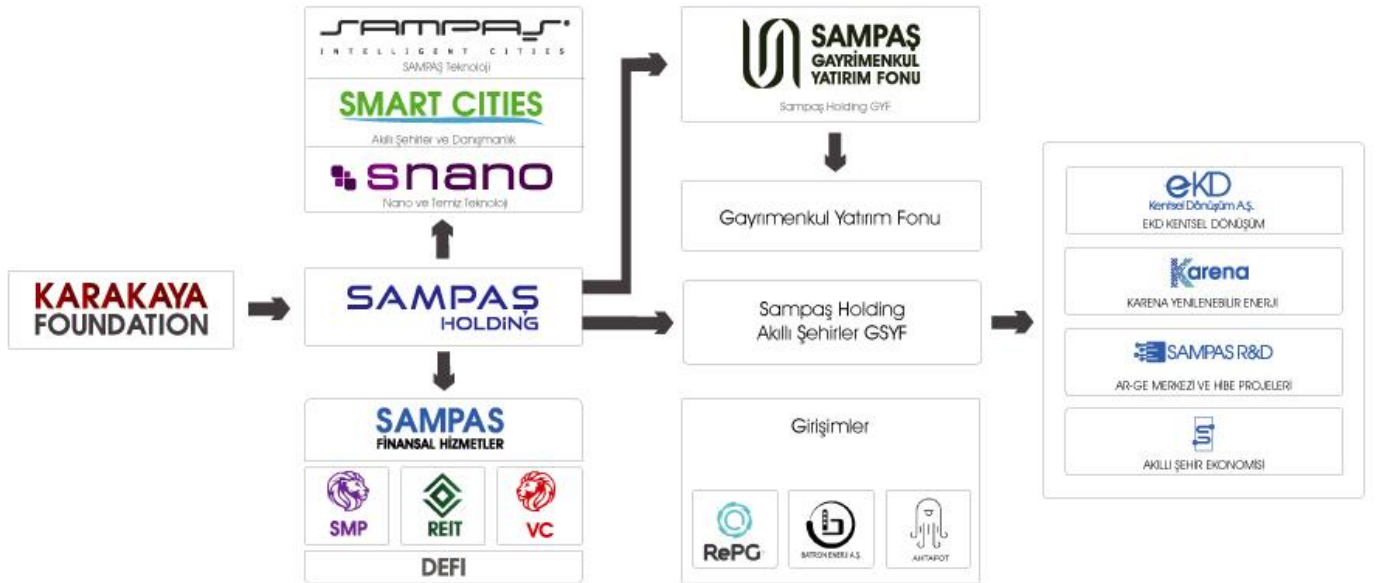 KARAKAYA
FOUNDATION
SAMPAŞ
INTELLIGENT CITIES
SAMPAŞ Teknoloji
SMART CITIES
Akıllı Şehirler ve Danışmanlık
snano
Nano ve Temiz Teknoloji
SAMPAŞ
HOLDİNG
SAMPAS
FİNANSAL HİZMETLER
SMP
REIT
VC
DEFI
SAMPAŞ
GAYRİMENKUL
YATIRIM FONU
Sampaş Holding GYF
Gayrimenkul Yatırım Fonu
Sampaş Holding
Akıllı Şehirler GSYF
Girişimler
RePG
BATRON ENERJİ A.Ş.
AHTAPOT
eKD
Kentsel Dönüşüm A.Ş.
EKD KENTSEL DÖNÜŞÜM
Karena
KARENA YENİLENEBİLİR ENERJİ
SAMPAS R&D
AR-GE MERKEZİ VE HİBE PROJELERİ
AKILLI ŞEHİR EKONOMİSİ